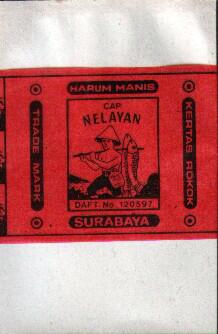 HARUM MANIS
TRADE MARK
CAP
NELAYAN
DAFT. No. 120597
KERTAS ROKOK
SURABAYA